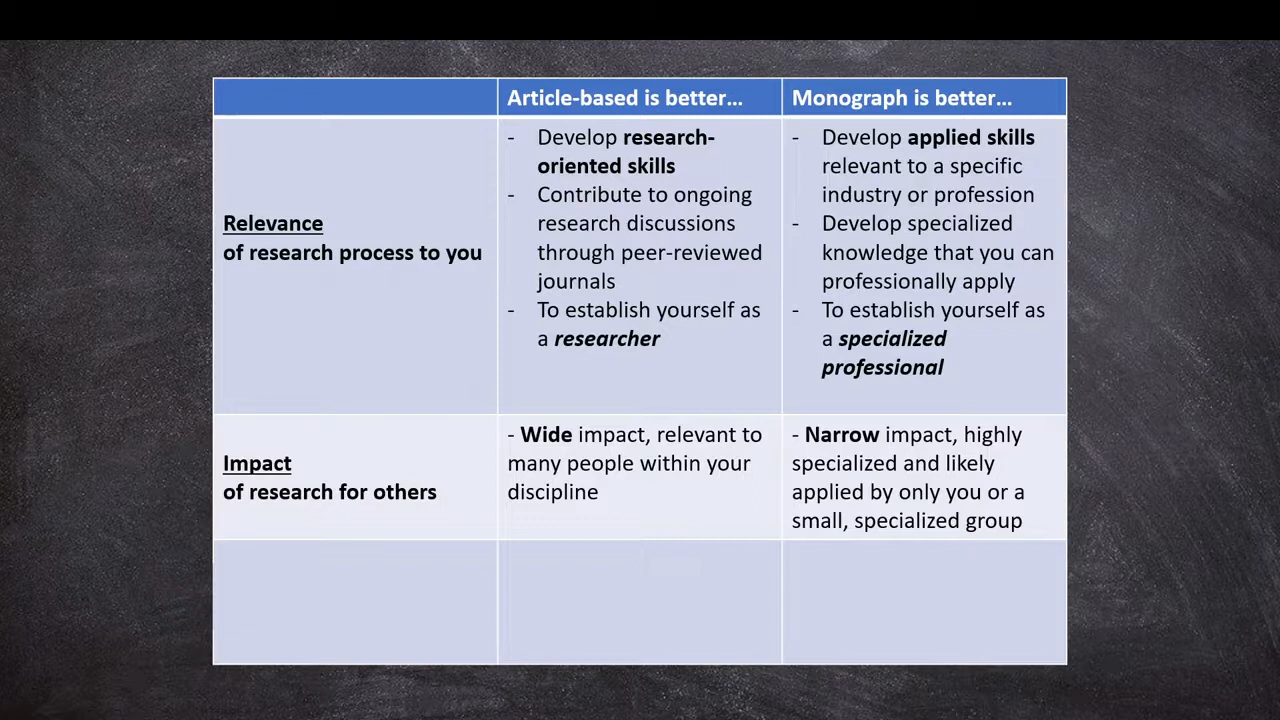 Article-based is better…
Monograph is better…
Relevance
of research process to you
- Develop research-
oriented skills
- Contribute to ongoing
research discussions
through peer-reviewed
journals
- To establish yourself as
a researcher
- Develop applied skills
relevant to a specific
industry or profession
- Develop specialized
knowledge that you can
professionally apply
- To establish yourself as
a specialized
professional
Impact
of research for others
- Wide impact, relevant to
many people within your
discipline
- Narrow impact, highly
specialized and likely
applied by only you or a
small, specialized group